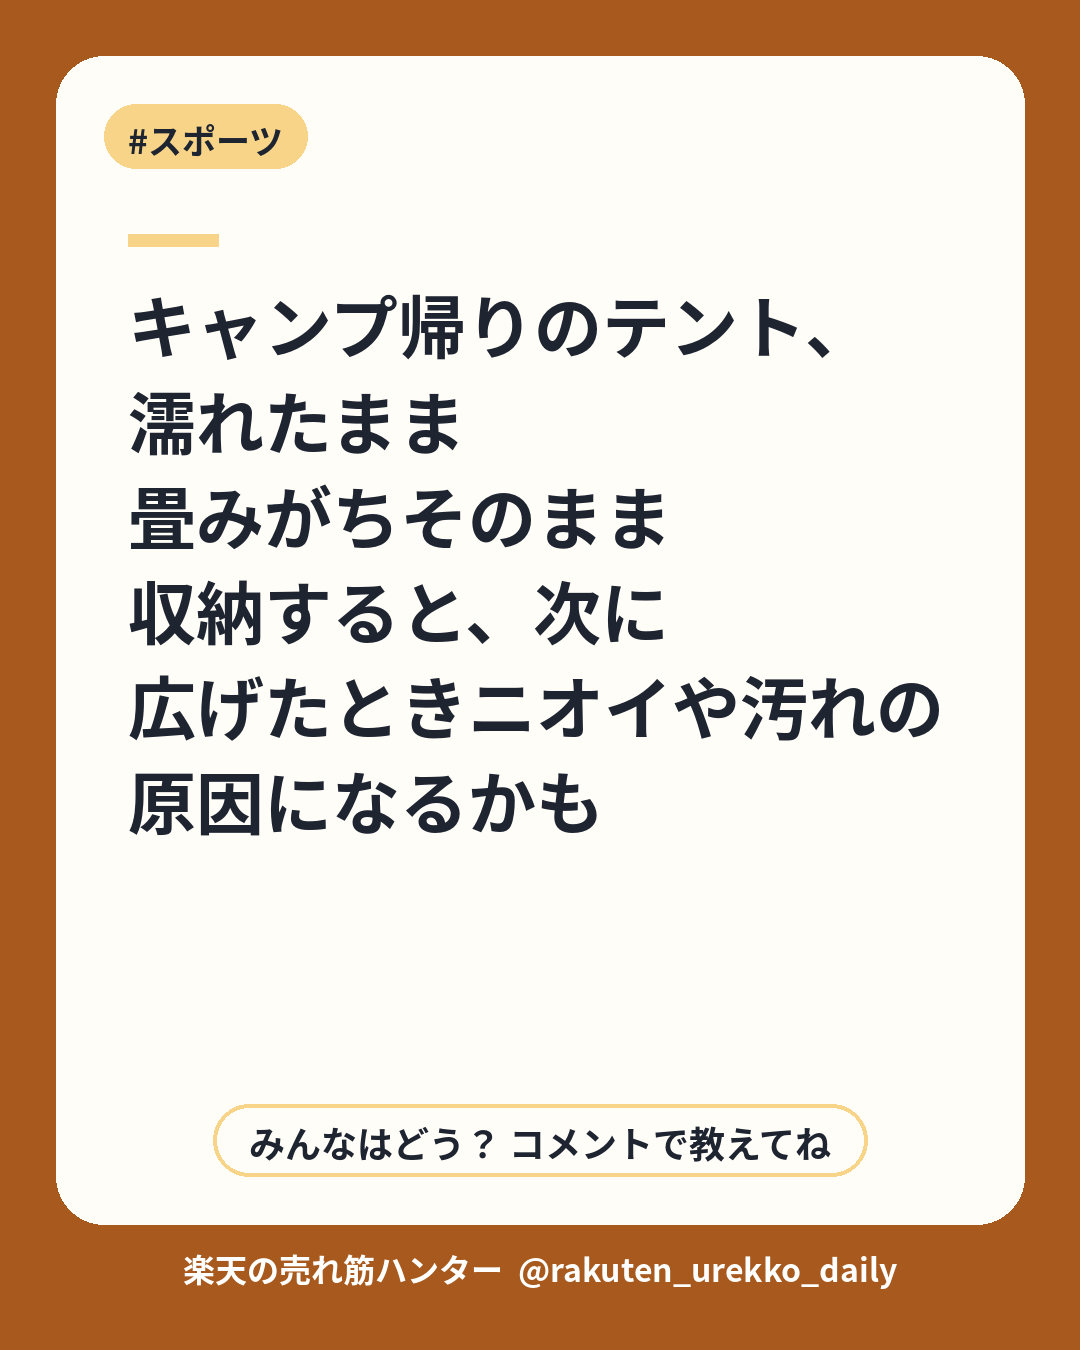 #スポーツ
キャンプ帰りのテント、
濡れたまま
畳みがちそのまま
収納すると、次に
広げたときニオイや汚れの
原因になるかも
みんなはどう？ コメントで教えてね
楽天の売れ筋ハンター @rakuten_urekko_daily